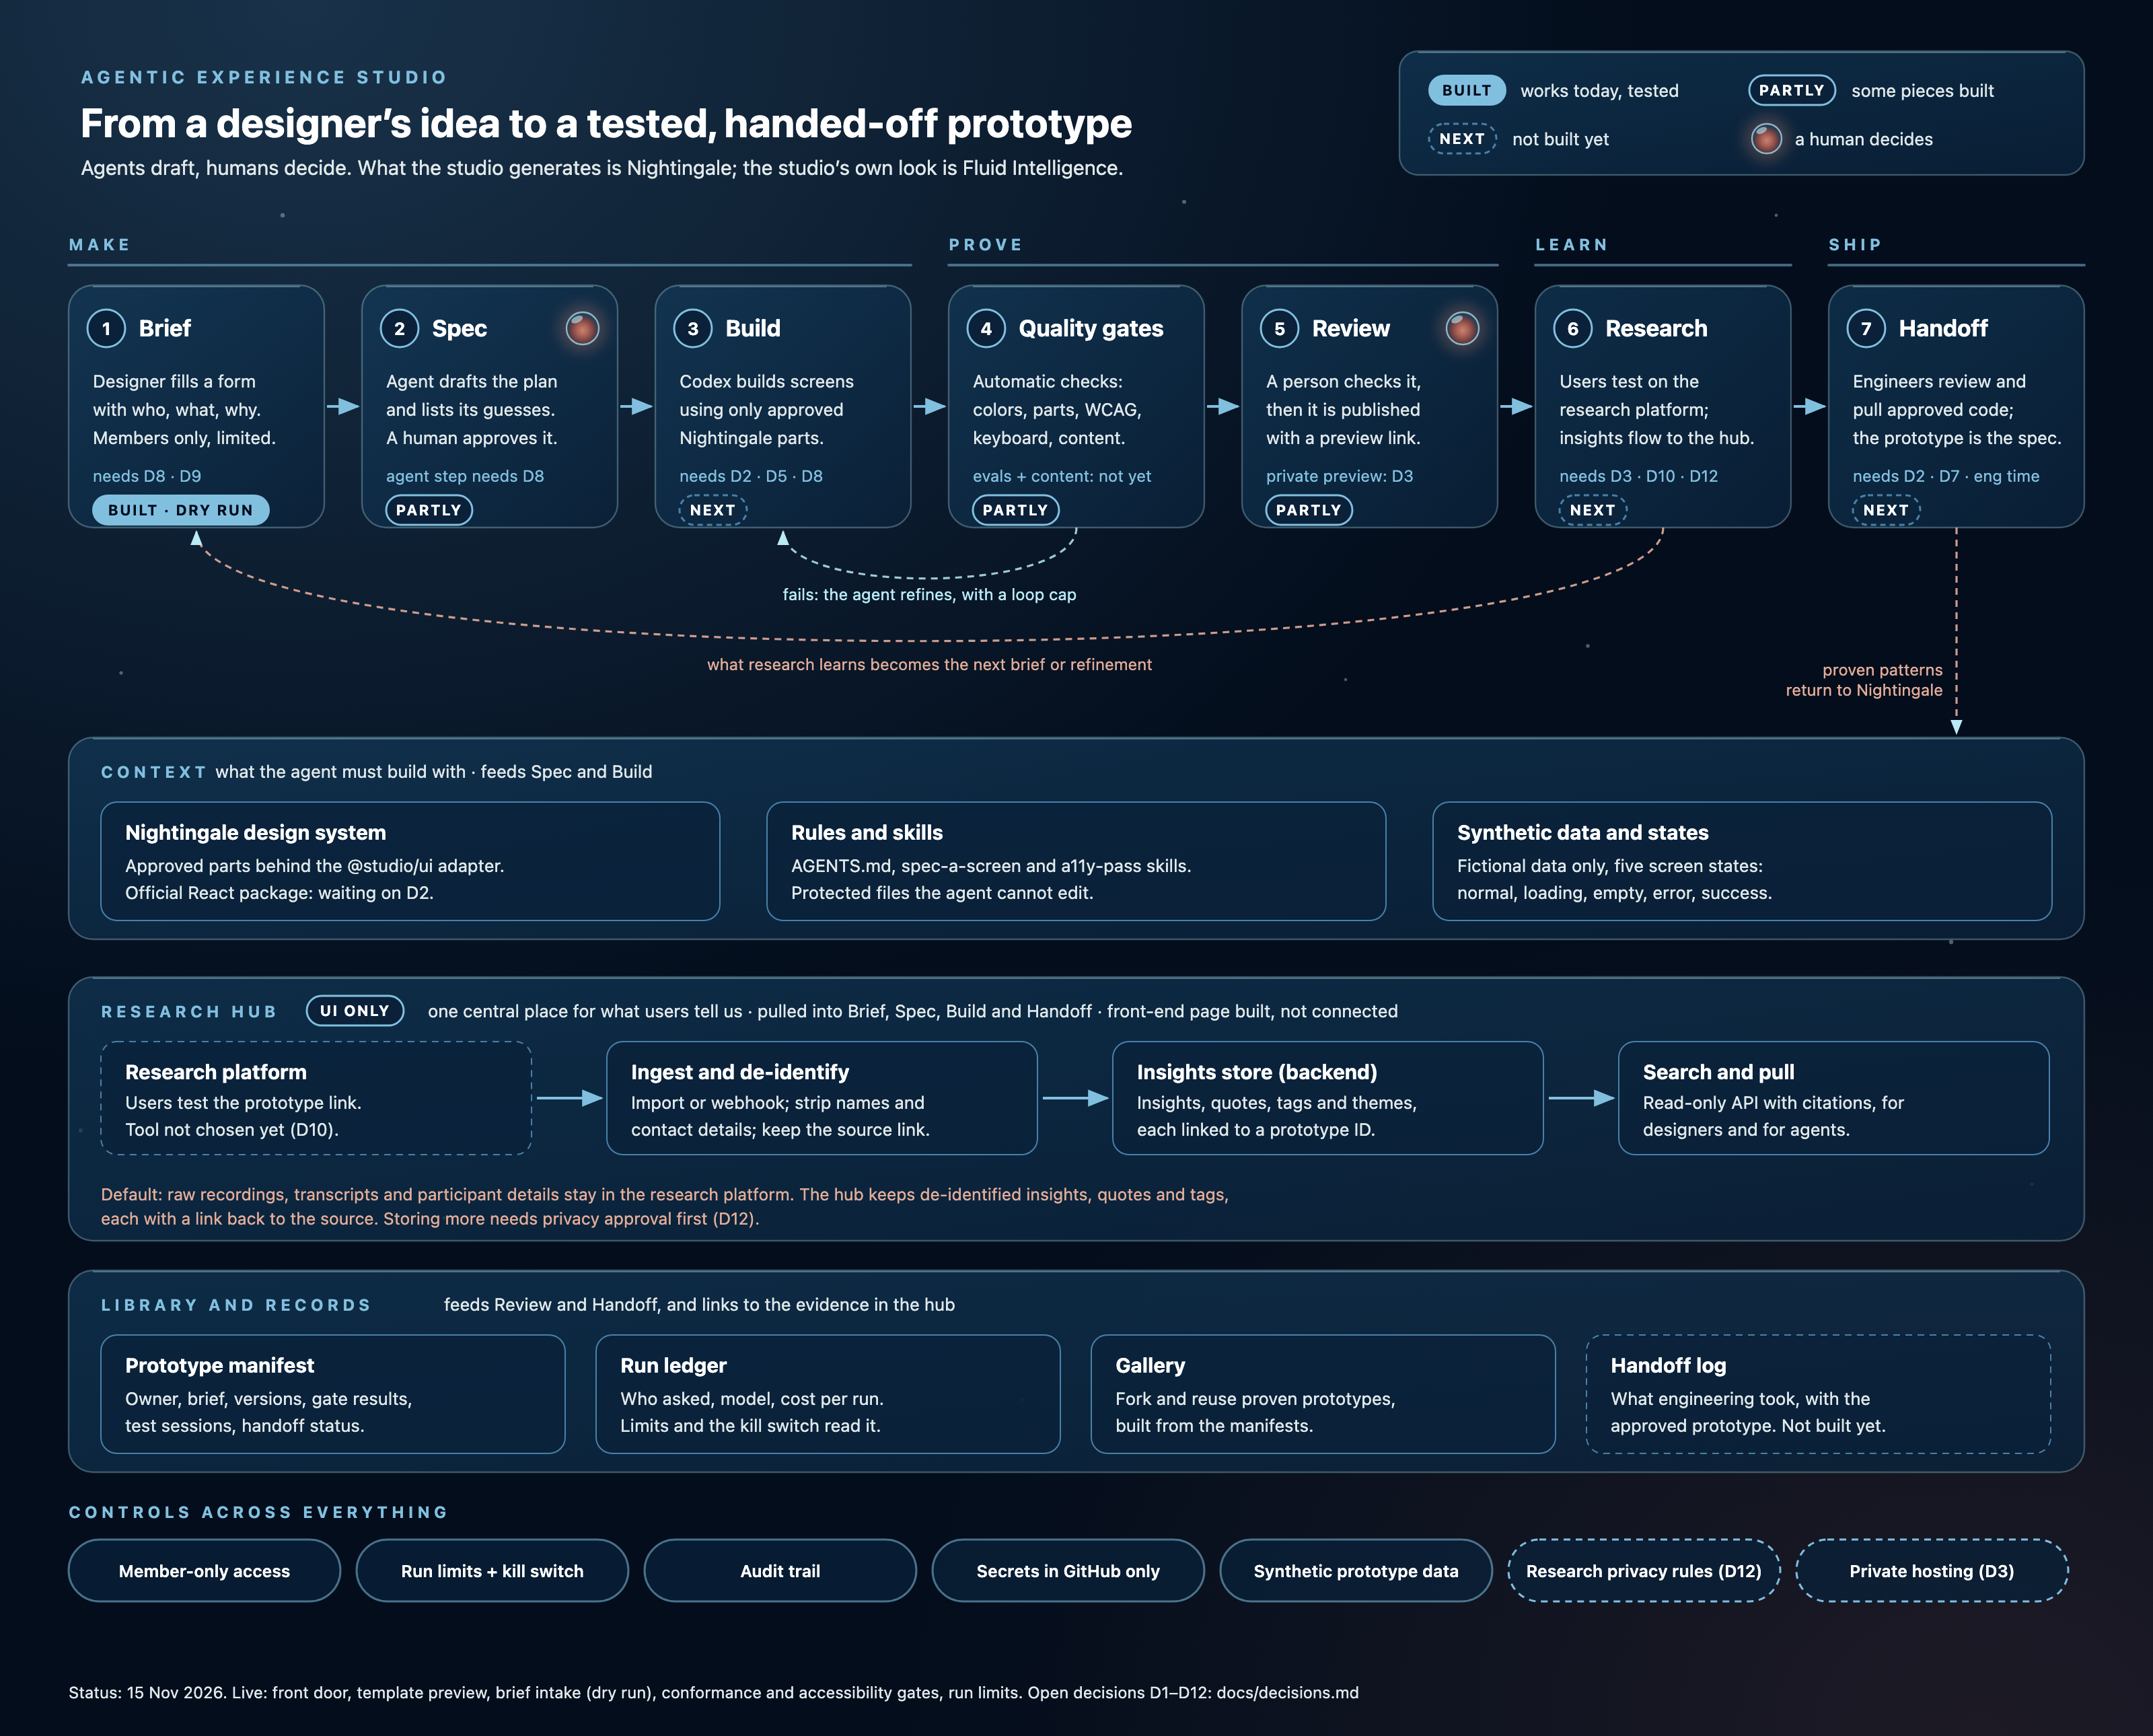 AGENTIC EXPERIENCE STUDIO
From a designer’s idea to a tested, handed-off prototype
Agents draft, humans decide. What the studio generates is Nightingale; the studio’s own look is Fluid Intelligence.
BUILT works today, tested
PARTLY some pieces built
NEXT not built yet
a human decides
MAKE
PROVE
LEARN
SHIP
1 Brief
Designer fills a form
with who, what, why.
Members only, limited.
needs D8 · D9
BUILT · DRY RUN
2 Spec
Agent drafts the plan
and lists its guesses.
A human approves it.
agent step needs D8
PARTLY
3 Build
Codex builds screens
using only approved
Nightingale parts.
needs D2 · D5 · D8
NEXT
4 Quality gates
Automatic checks:
colors, parts, WCAG,
keyboard, content.
evals + content: not yet
PARTLY
5 Review
A person checks it,
then it is published
with a preview link.
private preview: D3
PARTLY
6 Research
Users test on the
research platform;
insights flow to the hub.
needs D3 · D10 · D12
NEXT
7 Handoff
Engineers review and
pull approved code;
the prototype is the spec.
needs D2 · D7 · eng time
NEXT
fails: the agent refines, with a loop cap
what research learns becomes the next brief or refinement
proven patterns
return to Nightingale
CONTEXT what the agent must build with · feeds Spec and Build
Nightingale design system
Approved parts behind the @studio/ui adapter.
Official React package: waiting on D2.
Rules and skills
AGENTS.md, spec-a-screen and a11y-pass skills.
Protected files the agent cannot edit.
Synthetic data and states
Fictional data only, five screen states:
normal, loading, empty, error, success.
RESEARCH HUB UI ONLY one central place for what users tell us · pulled into Brief, Spec, Build and Handoff · front-end page built, not connected
Research platform
Users test the prototype link.
Tool not chosen yet (D10).
Ingest and de-identify
Import or webhook; strip names and
contact details; keep the source link.
Insights store (backend)
Insights, quotes, tags and themes,
each linked to a prototype ID.
Search and pull
Read-only API with citations, for
designers and for agents.
Default: raw recordings, transcripts and participant details stay in the research platform. The hub keeps de-identified insights, quotes and tags,
each with a link back to the source. Storing more needs privacy approval first (D12).
LIBRARY AND RECORDS feeds Review and Handoff, and links to the evidence in the hub
Prototype manifest
Owner, brief, versions, gate results,
test sessions, handoff status.
Run ledger
Who asked, model, cost per run.
Limits and the kill switch read it.
Gallery
Fork and reuse proven prototypes,
built from the manifests.
Handoff log
What engineering took, with the
approved prototype. Not built yet.
CONTROLS ACROSS EVERYTHING
Member-only access
Run limits + kill switch
Audit trail
Secrets in GitHub only
Synthetic prototype data
Research privacy rules (D12)
Private hosting (D3)
Status: 15 Nov 2026. Live: front door, template preview, brief intake (dry run), conformance and accessibility gates, run limits. Open decisions D1–D12: docs/decisions.md